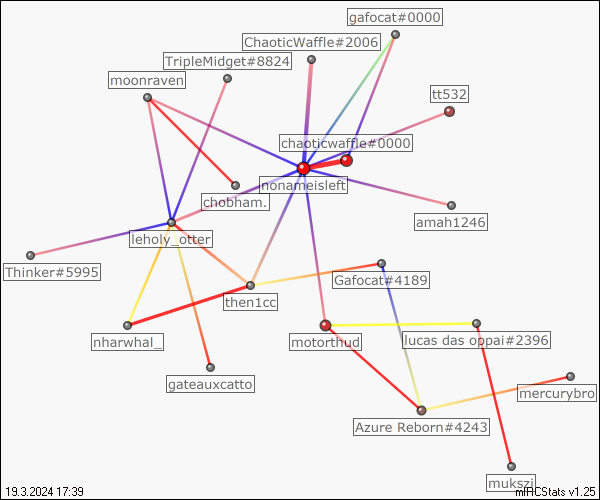 gafocat#0000
ChaoticWaffle#2006
TripleMidget#8824
moonraven
tt532
chaoticwaffle#0000
nonameisleft
chobham.
amah1246
leholy_otter
Thinker#5995
Gafocat#4189
then1cc
nharwhal_
motorthud
lucas das oppai#2396
gateauxcatto
mercurybro
Azure Reborn#4243
mukszi
19.3.2024 17:39
mIRCStats v1.25